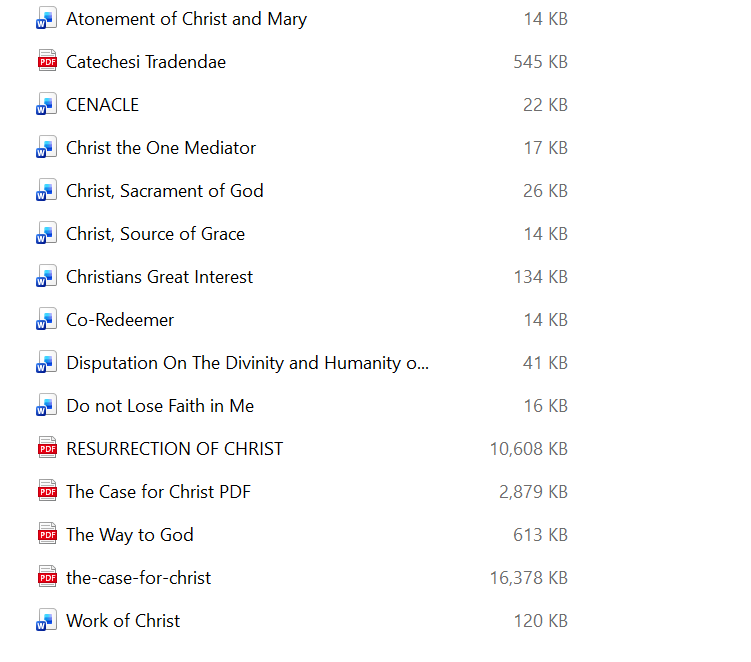 Atonement of Christ and Mary 14 KB
Catechesi Tradendae 545 KB
CENACLE 22 KB
Christ the One Mediator 17 KB
Christ, Sacrament of God 26 KB
Christ, Source of Grace 14 KB
Christians Great Interest 134 KB
Co-Redeemer 14 KB
Disputation On The Divinity and Humanity o... 41 KB
Do not Lose Faith in Me 16 KB
RESURRECTION OF CHRIST 10,608 KB
The Case for Christ PDF 2,879 KB
The Way to God 613 KB
the-case-for-christ 16,378 KB
Work of Christ 120 KB